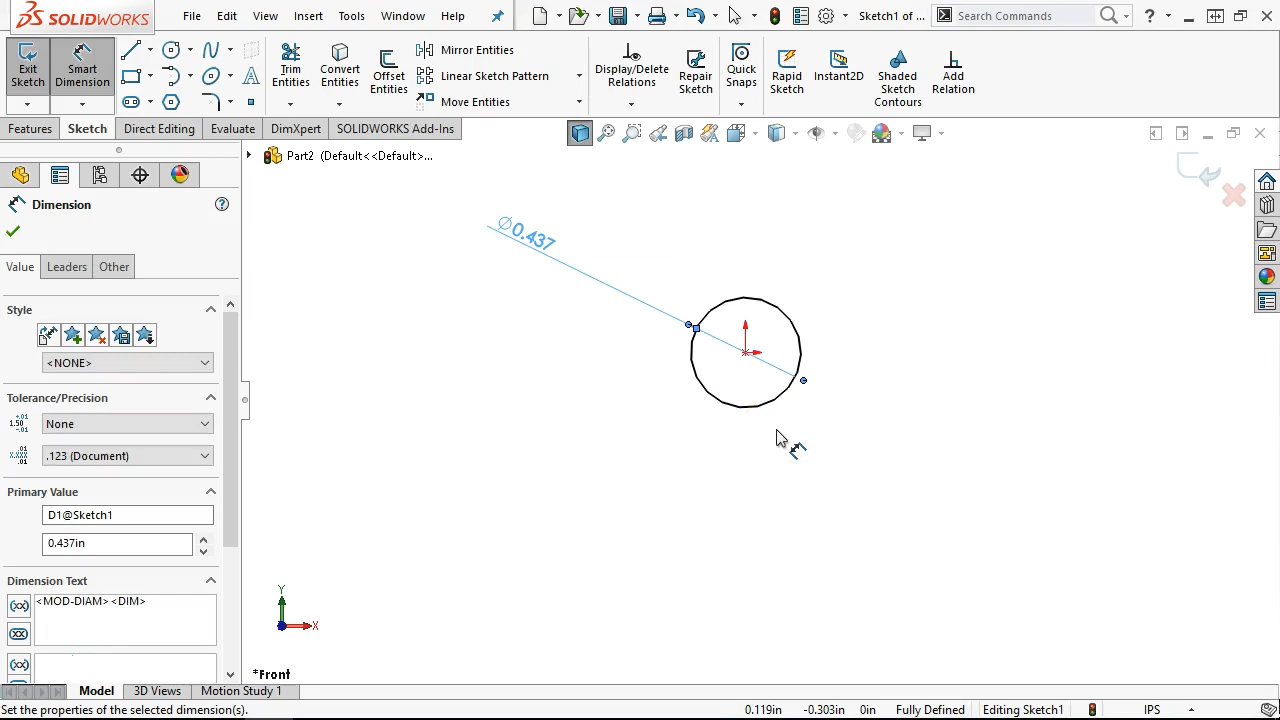 SOLIDWORKS
File Edit View Insert Tools Window Help
Sketch1 of ...
Search Commands
Exit Sketch
Smart Dimension
Trim Entities
Convert Entities
Offset Entities
Mirror Entities
Linear Sketch Pattern
Move Entities
Display/Delete Relations
Repair Sketch
Quick Snaps
Rapid Sketch
Instant2D
Shaded Sketch Contours
Add Relation
Features Sketch Direct Editing Evaluate DimXpert SOLIDWORKS Add-Ins
Part2 (Default<<Default>...
Dimension
Value Leaders Other
Style
<NONE>
Tolerance/Precision
None
.123 (Document)
Primary Value
D1@Sketch1
0.437in
Dimension Text
<MOD-DIAM><DIM>
∅0.437
Y
X
*Front
Model 3D Views Motion Study 1
Set the properties of the selected dimension(s).
0.119in -0.303in 0in Fully Defined Editing Sketch1 IPS